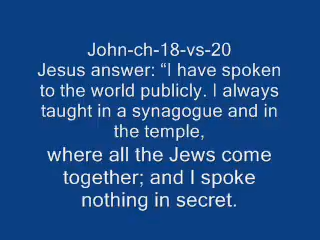 John-ch-18-vs-20
Jesus answer: “I have spoken
to the world publicly. I always
taught in a synagogue and in
the temple,
where all the Jews come
together; and I spoke
nothing in secret.